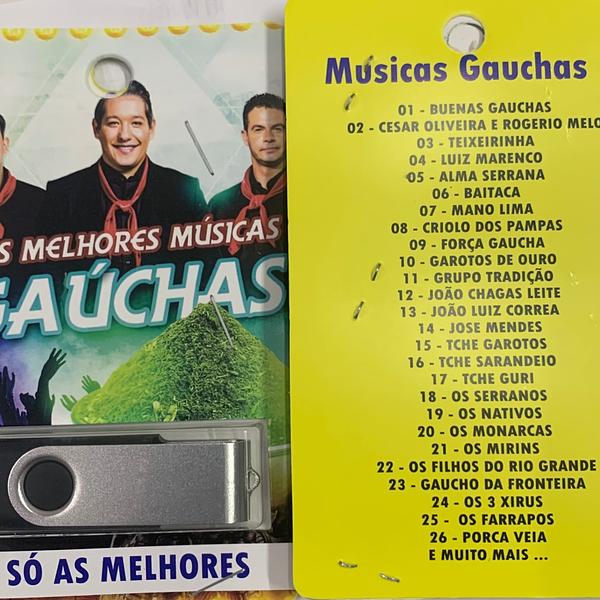 S MELHORES MÚSICAS
GAÚCHAS
SÓ AS MELHORES
Musicas Gauchas
01 - BUENAS GAUCHAS
02 - CESAR OLIVEIRA E ROGERIO MELO
03 - TEIXEIRINHA
04 - LUIZ MARENCO
05 - ALMA SERRANA
06 - BAITACA
07 - MANO LIMA
08 - CRIOLO DOS PAMPAS
09 - FORÇA GAUCHA
10 - GAROTOS DE OURO
11 - GRUPO TRADIÇÃO
12 - JOÃO CHAGAS LEITE
13 - JOÃO LUIZ CORREA
14 - JOSE MENDES
15 - TCHE GAROTOS
16 - TCHE SARANDEIO
17 - TCHE GURI
18 - OS SERRANOS
19 - OS NATIVOS
20 - OS MONARCAS
21 - OS MIRINS
22 - OS FILHOS DO RIO GRANDE
23 - GAUCHO DA FRONTEIRA
24 - OS 3 XIRUS
25 - OS FARRAPOS
26 - PORCA VEIA
E MUITO MAIS ...